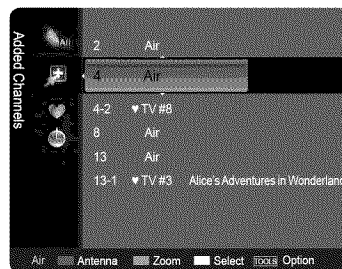 Added Channels
All
2 Air
4 Air
4-2 ♥ TV #8
8 Air
13 Air
13-1 ♥ TV #3 Alice's Adventures in Wonderland
Air Antenna Zoom Select TOOLS Option